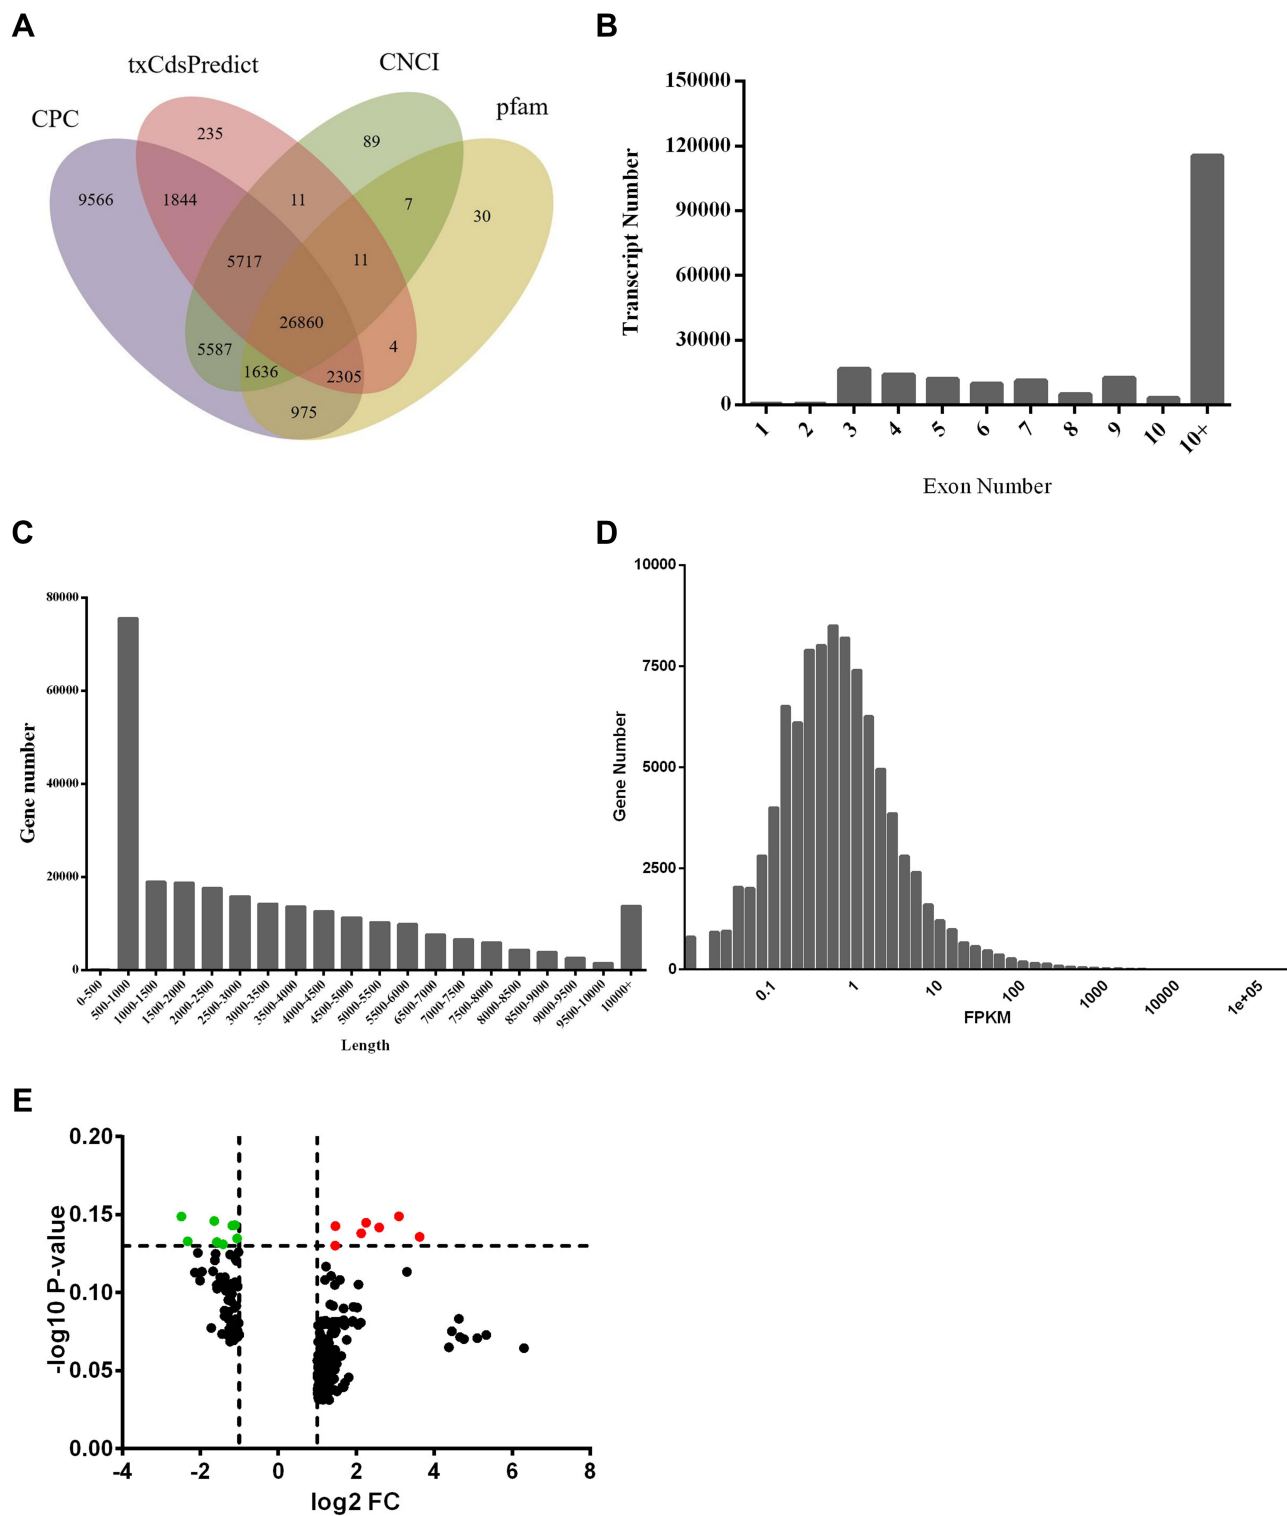 A
txCdsPredict
CNCI
CPC
pfam
235
89
9566
1844
11
7
30
5717
11
26860
5587
4
1636
2305
975
B
150000
120000
90000
60000
30000
0
Transcript Number
1 2 3 4 5 6 7 8 9 10 10+
Exon Number
C
80000
60000
40000
20000
0
Gene number
0-500 500-1000 1000-1500 1500-2000 2000-2500 2500-3000 3000-3500 3500-4000 4000-4500 4500-5000 5000-5500 5500-6000 6500-7000 7000-7500 7500-8000 8000-8500 8500-9000 9000-9500 9500-10000 10000+
Length
D
10000
7500
5000
2500
0
Gene Number
0.1 1 10 100 1000 10000 1e+05
FPKM
E
0.20
0.15
0.10
0.05
0.00
-log10 P-value
-4 -2 0 2 4 6 8
log2 FC